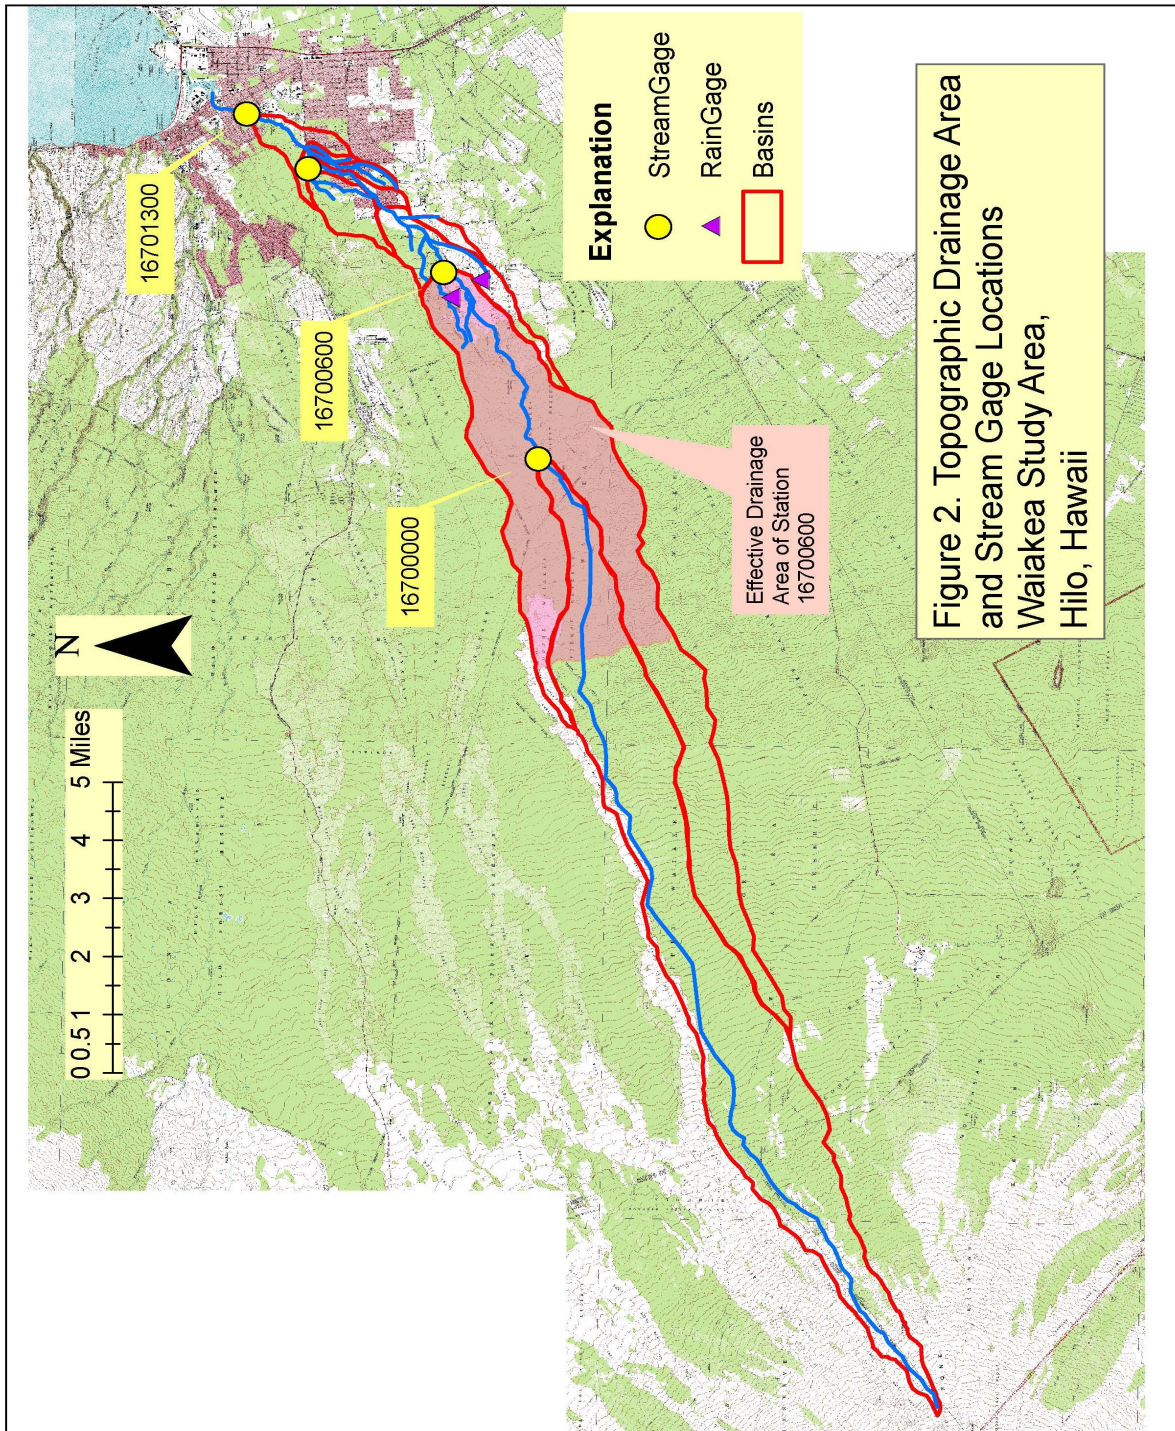 16701300
16700600
16700000
N
0 0.5 1 2 3 4 5 Miles
Explanation
StreamGage
RainGage
Basins
Effective Drainage
Area of Station
16700600
Figure 2. Topographic Drainage Area
and Stream Gage Locations
Waiakea Study Area,
Hilo, Hawaii